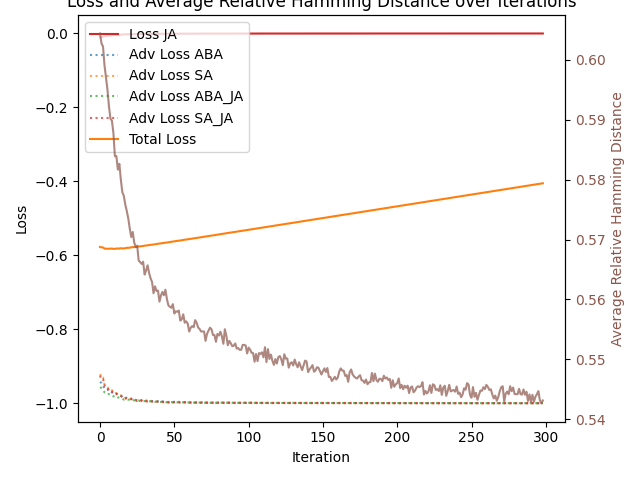 Loss and Average Relative Hamming Distance over Iterations
Loss JA
Adv Loss ABA
Adv Loss SA
Adv Loss ABA_JA
Adv Loss SA_JA
Total Loss
0.0
−0.2
−0.4
−0.6
−0.8
−1.0
Loss
0
50
100
150
200
250
300
Iteration
0.60
0.59
0.58
0.57
0.56
0.55
0.54
Average Relative Hamming Distance